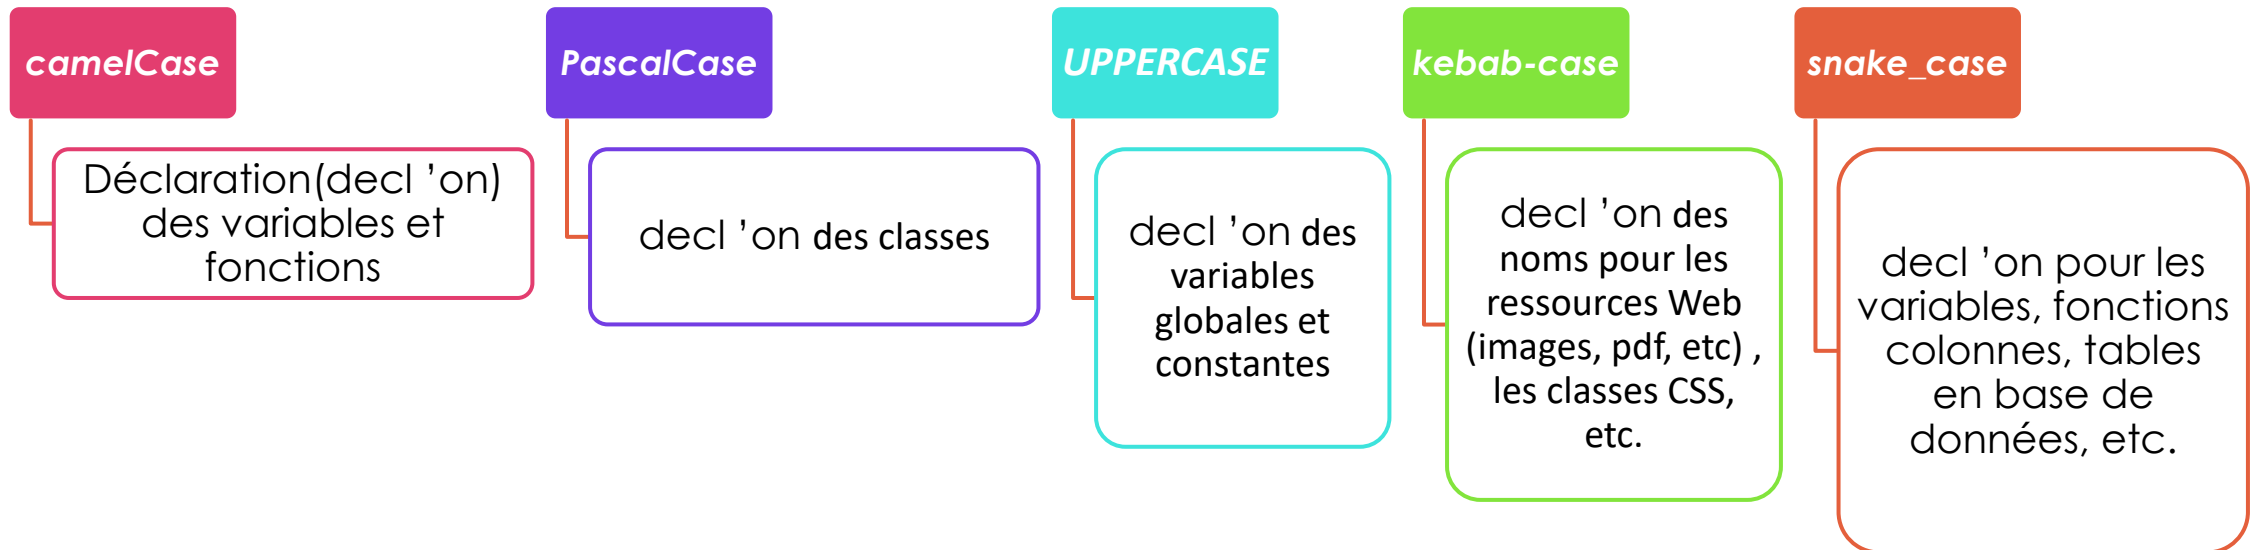 camelCase
Déclaration(decl ’on)
des variables et
fonctions
PascalCase
decl ’on des classes
UPPERCASE
decl ’on des
variables
globales et
constantes
kebab-case
decl ’on des
noms pour les
ressources Web
(images, pdf, etc) ,
les classes CSS,
etc.
snake_case
decl ’on pour les
variables, fonctions
colonnes, tables
en base de
données, etc.